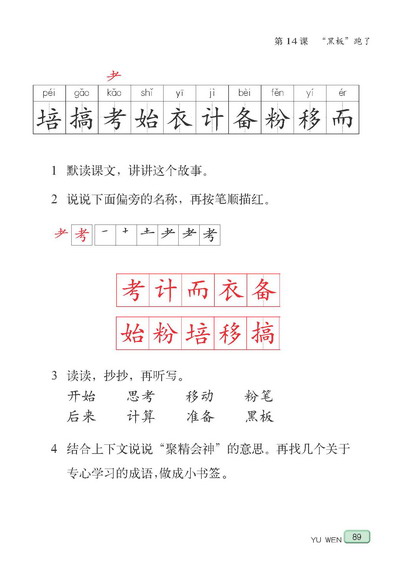 第14课 “黑板”跑了
耂
péi gǎo kǎo shǐ yī jì bèi fěn yí ér
培 搞 考 始 衣 计 备 粉 移 而
1 默读课文，讲讲这个故事。
2 说说下面偏旁的名称，再按笔顺描红。
耂 考 一 十 土 耂 耂 考
考 计 而 衣 备
始 粉 培 移 搞
3 读读，抄抄，再听写。
开始 思考 移动 粉笔
后来 计算 准备 黑板
4 结合上下文说说“聚精会神”的意思。再找几个关于
专心学习的成语，做成小书签。
YU WEN 89